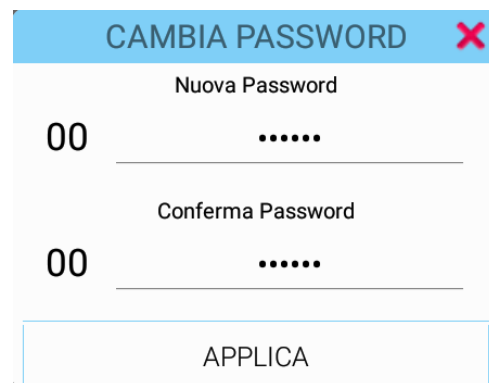 CAMBIA PASSWORD
Nuova Password
00 ••••••
Conferma Password
00 ••••••
APPLICA